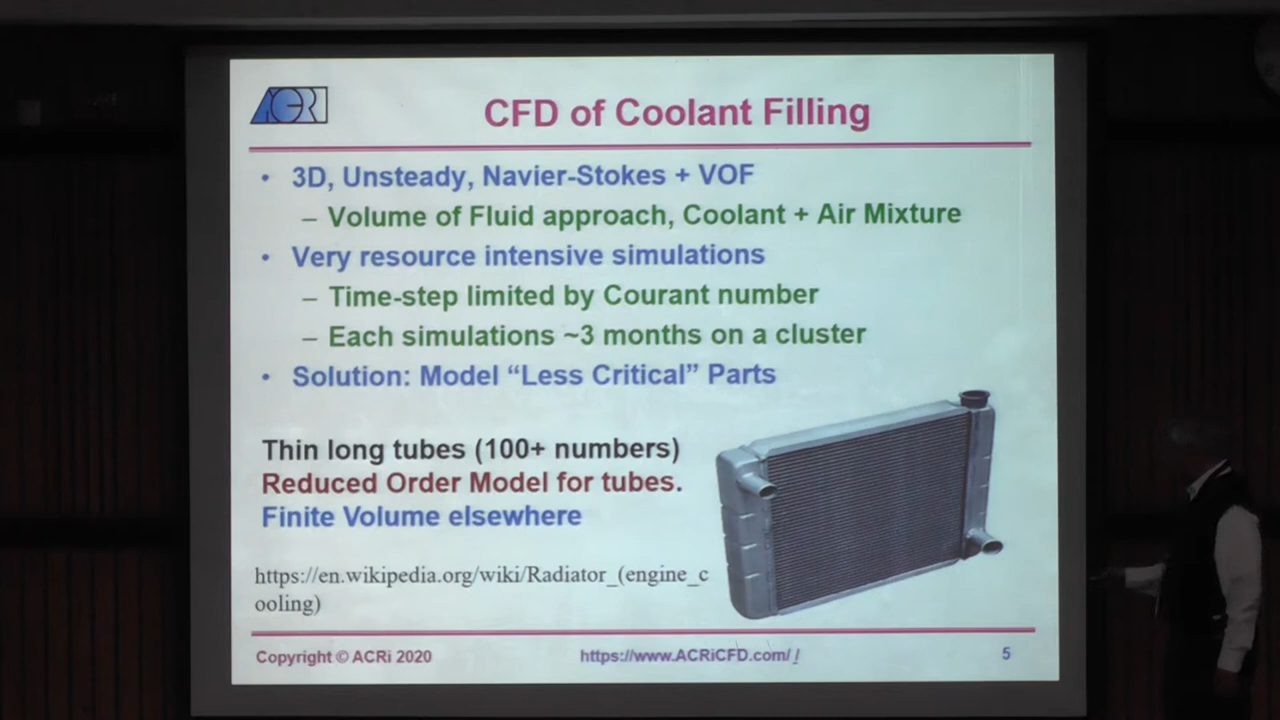 ACRi
CFD of Coolant Filling
• 3D, Unsteady, Navier-Stokes + VOF
– Volume of Fluid approach, Coolant + Air Mixture
• Very resource intensive simulations
– Time-step limited by Courant number
– Each simulations ~3 months on a cluster
• Solution: Model “Less Critical” Parts
Thin long tubes (100+ numbers)
Reduced Order Model for tubes.
Finite Volume elsewhere
https://en.wikipedia.org/wiki/Radiator_(engine_c
ooling)
Copyright © ACRi 2020
https://www.ACRiCFD.com/ /
5